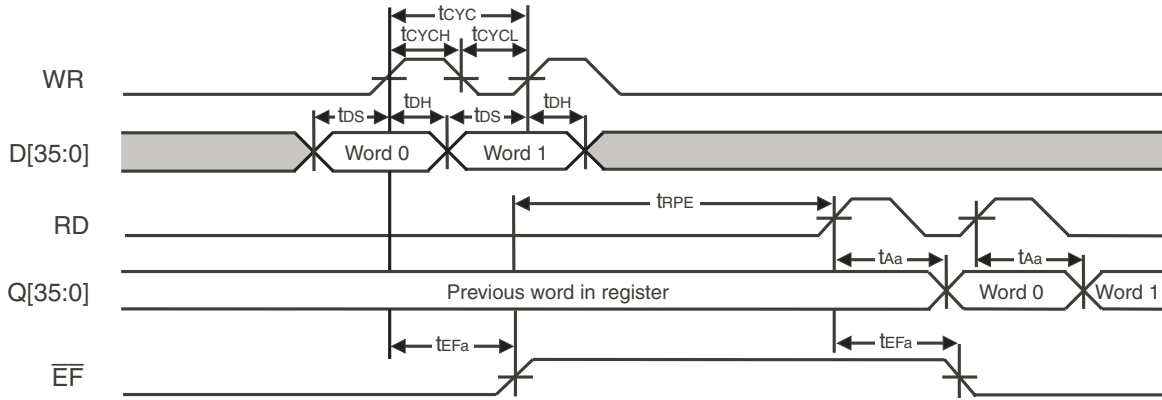 tCYC
tCYCH tCYCL
WR
tDS tDH tDS tDH
D[35:0] Word 0 Word 1
tRPE
RD
tAa tAa
Q[35:0] Previous word in register Word 0 Word 1
tEFa tEFa
E̅F̅